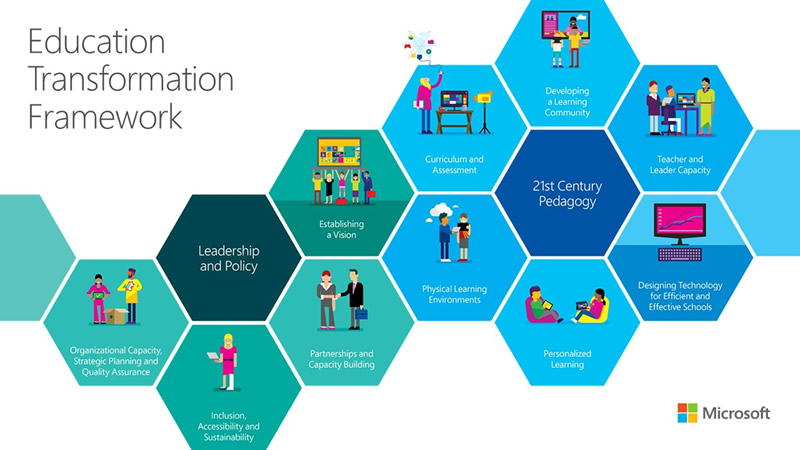 Education
Transformation
Framework
Developing
a Learning
Community
Curriculum and
Assessment
Teacher and
Leader Capacity
21st Century
Pedagogy
Establishing
a Vision
Leadership
and Policy
Physical Learning
Environments
Designing Technology
for Efficient and
Effective Schools
Organizational Capacity,
Strategic Planning and
Quality Assurance
Partnerships and
Capacity Building
Personalized
Learning
Inclusion,
Accessibility and
Sustainability
Microsoft